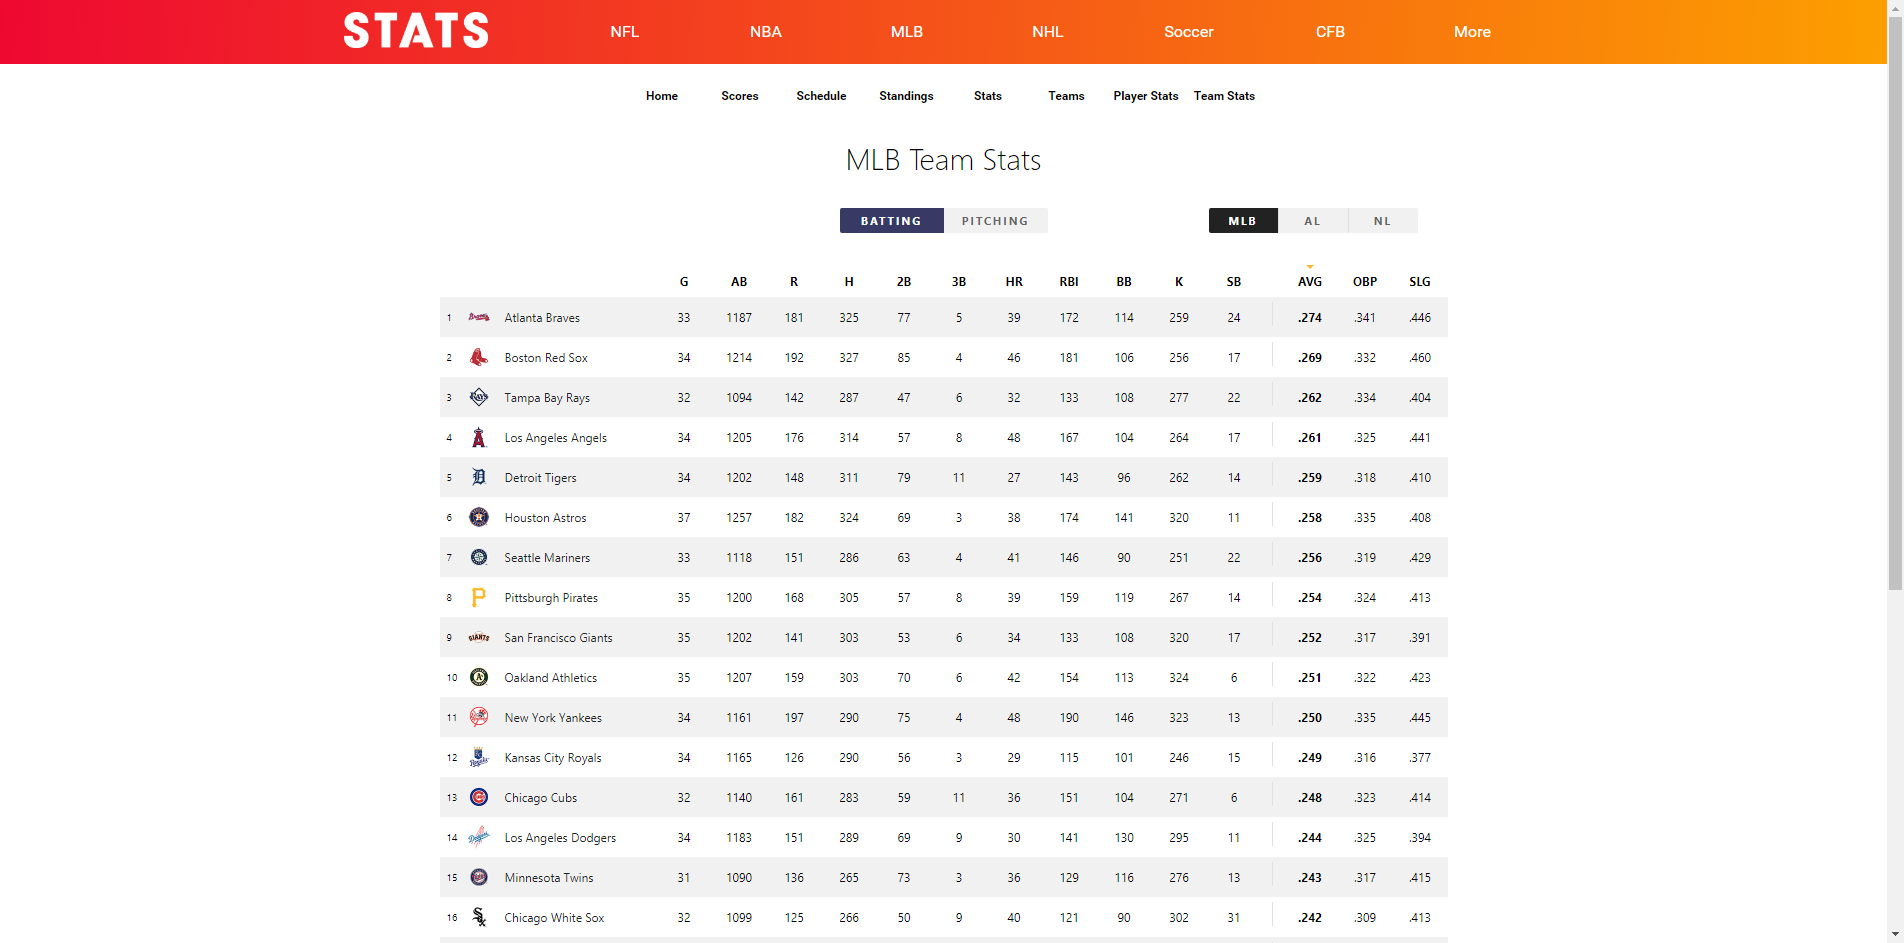 STATS NFL NBA MLB NHL Soccer CFB More
Home Scores Schedule Standings Stats Teams Player Stats Team Stats
MLB Team Stats
BATTING PITCHING MLB AL NL
G AB R H 2B 3B HR RBI BB K SB AVG OBP SLG
1 Atlanta Braves 33 1187 181 325 77 5 39 172 114 259 24 .274 .341 .446
2 Boston Red Sox 34 1214 192 327 85 4 46 181 106 256 17 .269 .332 .460
3 Tampa Bay Rays 32 1094 142 287 47 6 32 133 108 277 22 .262 .334 .404
4 Los Angeles Angels 34 1205 176 314 57 8 48 167 104 264 17 .261 .325 .441
5 Detroit Tigers 34 1202 148 311 79 11 27 143 96 262 14 .259 .318 .410
6 Houston Astros 37 1257 182 324 69 3 38 174 141 320 11 .258 .335 .408
7 Seattle Mariners 33 1118 151 286 63 4 41 146 90 251 22 .256 .319 .429
8 Pittsburgh Pirates 35 1200 168 305 57 8 39 159 119 267 14 .254 .324 .413
9 GIANTS San Francisco Giants 35 1202 141 303 53 6 34 133 108 320 17 .252 .317 .391
10 Oakland Athletics 35 1207 159 303 70 6 42 154 113 324 6 .251 .322 .423
11 New York Yankees 34 1161 197 290 75 4 48 190 146 323 13 .250 .335 .445
12 Kansas City Royals 34 1165 126 290 56 3 29 115 101 246 15 .249 .316 .377
13 Chicago Cubs 32 1140 161 283 59 11 36 151 104 271 6 .248 .323 .414
14 Los Angeles Dodgers 34 1183 151 289 69 9 30 141 130 295 11 .244 .325 .394
15 Minnesota Twins 31 1090 136 265 73 3 36 129 116 276 13 .243 .317 .415
16 Chicago White Sox 32 1099 125 266 50 9 40 121 90 302 31 .242 .309 .413